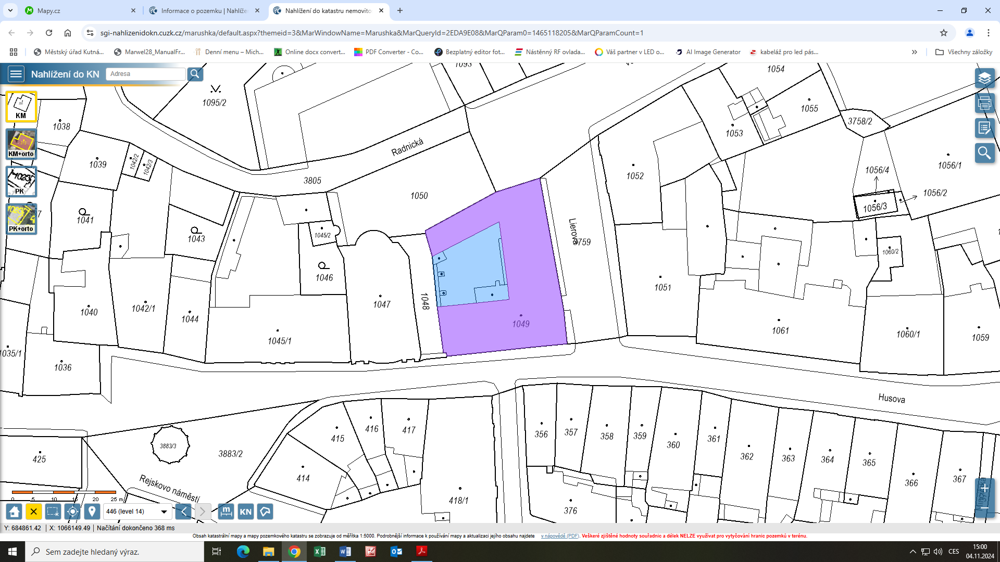 Mapy.cz
Informace o pozemku | Nahlíže
Nahlížení do katastru nemovito
sgi-nahlizenidokn.cuzk.cz/marushka/default.aspx?themeid=3&MarWindowName=Marushka&MarQueryId=2EDA9E08&MarQParam0=1465118205&MarQParamCount=1
Městský úřad Kutná...
Marwel28_ManualFr...
Denní menu – Mich...
Online docx convert...
PDF Converter - Co...
Bezplatný editor fot...
Nástěnný RF ovlada...
Váš partner v LED o...
AI Image Generator
kabeláž pro led pás...
Všechny záložky
Nahlížení do KN
Adresa
KM
KM+orto
PK
PK+orto
1093
1054
1095/2
1055
1038
3758/2
1053
Radnická
1039
1042/2
1042/3
1056/1
1056/4
1052
3805
1050
1056/2
1056/3
1041
1043
1045/2
Lierova
3759
1060/2
1046
1051
1047
1048
1040
1042/1
1044
1049
1061
1060/1
1059
1045/1
1035/1
1036
Husova
415
416
417
356
357
358
359
360
361
362
363
364
365
366
367
425
3883/3
3883/2
414
Rejskovo náměstí
418/1
376
0 5 10 15 20 25 m
446 (level 14)
KN
Y: 684861.42 | X: 1066149.49 | Načítání dokončeno 368 ms
Obsah katastrální mapy a mapy pozemkového katastru se zobrazuje od měřítka 1:5000. Podrobnější informace k používání mapy a aktualizaci jejího obsahu najdete v nápovědě (PDF). Veškeré zjištěné hodnoty souřadnic a délek NELZE využívat pro vytyčování hranic pozemků v terénu.
Sem zadejte hledaný výraz.
CES
15:00
04.11.2024